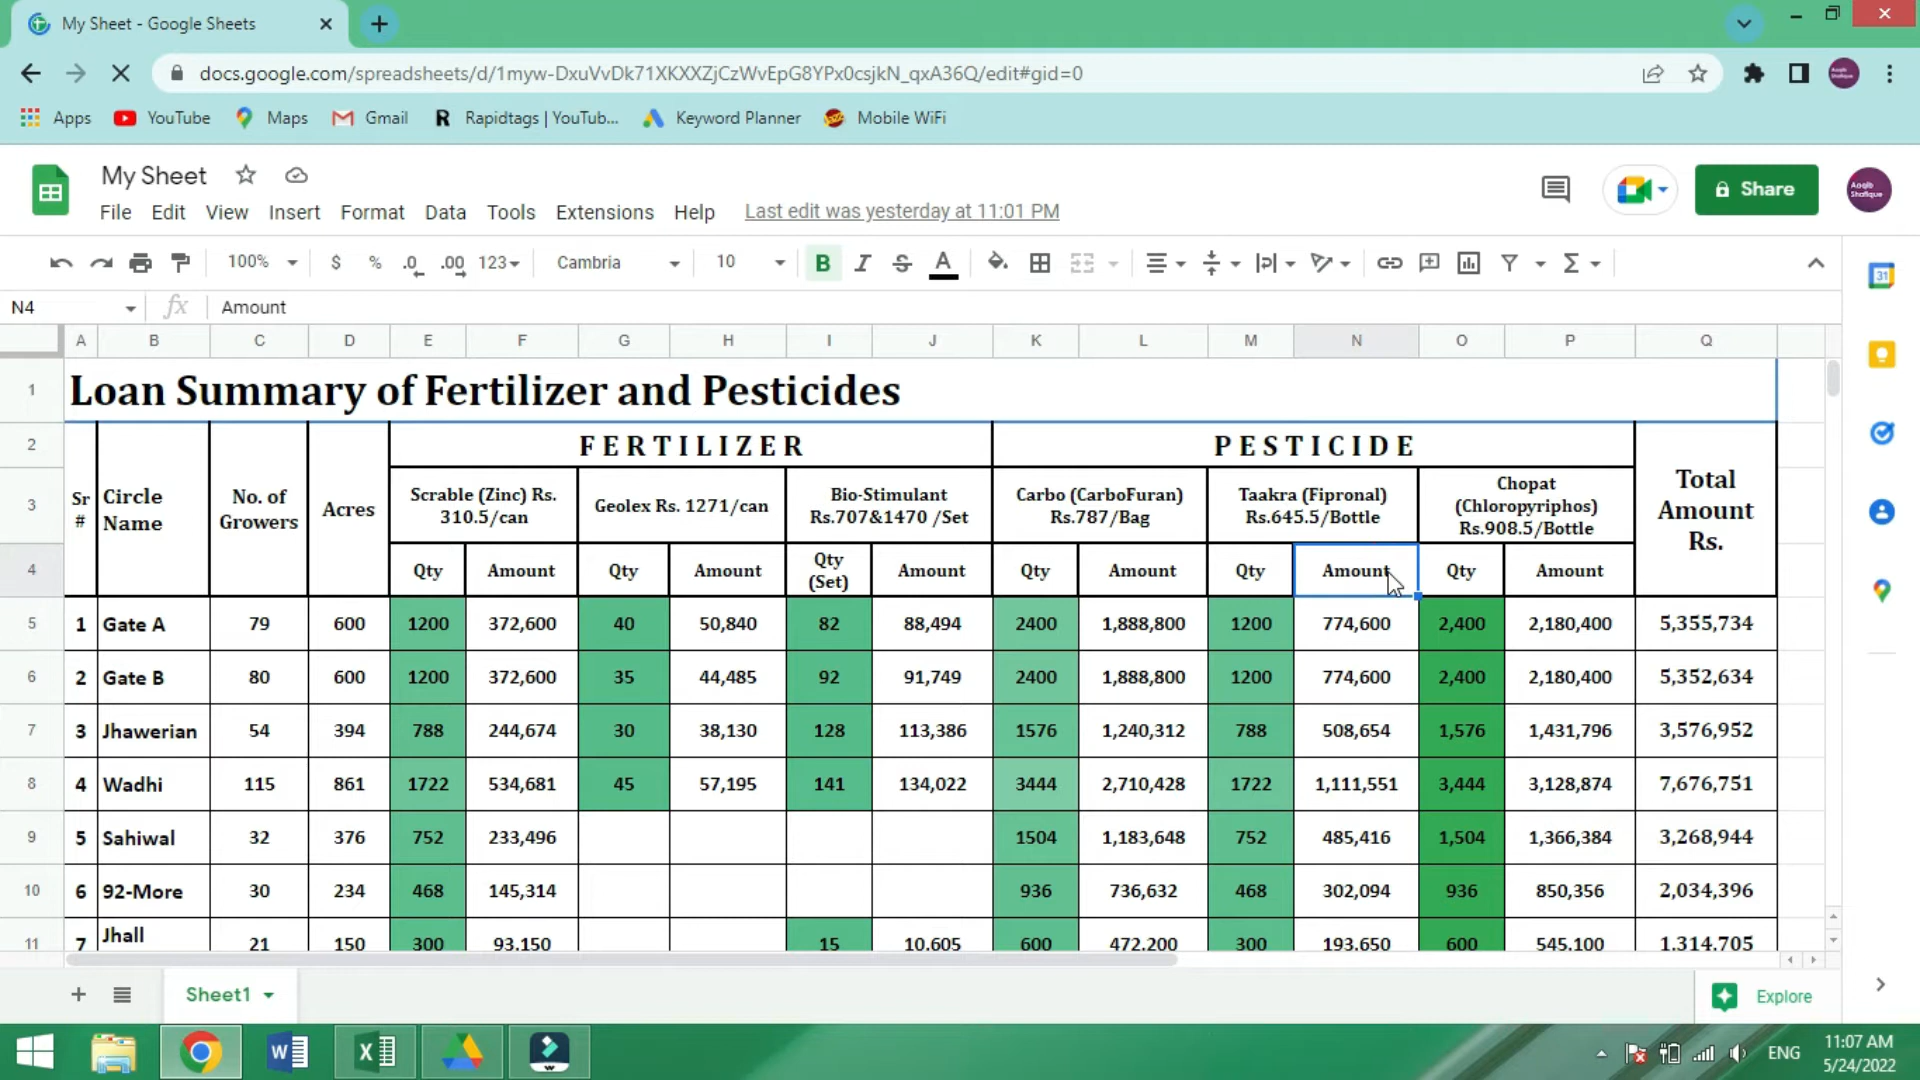 My Sheet - Google Sheets
docs.google.com/spreadsheets/d/1myw-DxuVvDk71XKXXZjCzWvEpG8YPx0csjkN_qxA36Q/edit#gid=0
Apps YouTube Maps Gmail Rapidtags | YouTub... Keyword Planner Mobile WiFi
My Sheet
Share
File Edit View Insert Format Data Tools Extensions Help Last edit was yesterday at 11:01 PM
100% $ % .0 .00 123 Cambria 10 B I S A
N4 fx Amount
A B C D E F G H I J K L M N O P Q
1 Loan Summary of Fertilizer and Pesticides
2 FERTILIZER PESTICIDE
3 Sr # Circle Name No. of Growers Acres Scrable (Zinc) Rs. 310.5/can Geolex Rs. 1271/can Bio-Stimulant Rs.707&1470 /Set Carbo (CarboFuran) Rs.787/Bag Taakra (Fipronal) Rs.645.5/Bottle Chopat (Chloropyriphos) Rs.908.5/Bottle Total Amount Rs.
4 Qty Amount Qty Amount Qty (Set) Amount Qty Amount Qty Amount Qty Amount
5 1 Gate A 79 600 1200 372,600 40 50,840 82 88,494 2400 1,888,800 1200 774,600 2,400 2,180,400 5,355,734
6 2 Gate B 80 600 1200 372,600 35 44,485 92 91,749 2400 1,888,800 1200 774,600 2,400 2,180,400 5,352,634
7 3 Jhawerian 54 394 788 244,674 30 38,130 128 113,386 1576 1,240,312 788 508,654 1,576 1,431,796 3,576,952
8 4 Wadhi 115 861 1722 534,681 45 57,195 141 134,022 3444 2,710,428 1722 1,111,551 3,444 3,128,874 7,676,751
9 5 Sahiwal 32 376 752 233,496 1504 1,183,648 752 485,416 1,504 1,366,384 3,268,944
10 6 92-More 30 234 468 145,314 936 736,632 468 302,094 936 850,356 2,034,396
11 7 Jhall 21 150 300 93,150 15 10,605 600 472,200 300 193,650 600 545,100 1,314,705
Sheet1
Explore
ENG
11:07 AM
5/24/2022